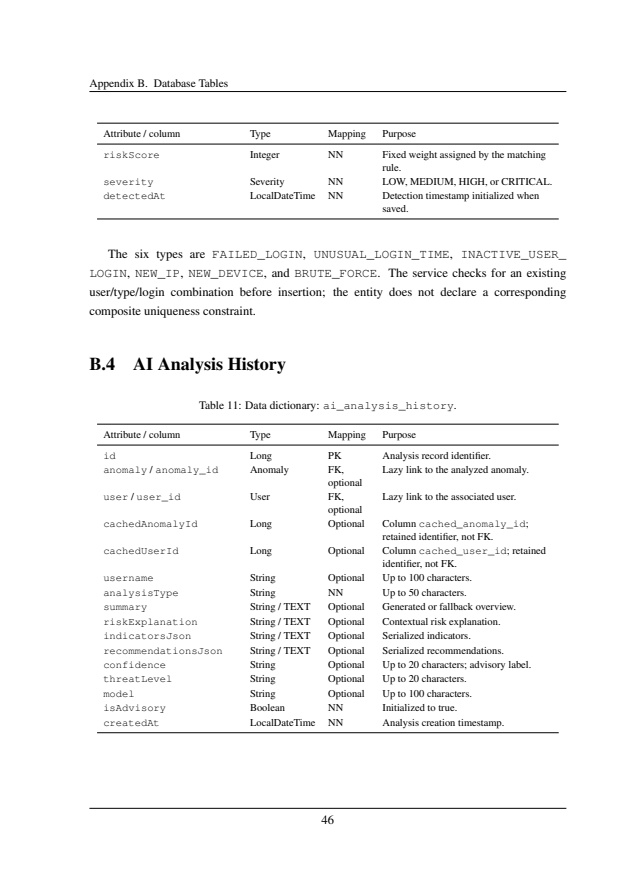 Appendix B. Database Tables
Attribute / column Type Mapping Purpose
riskScore Integer NN Fixed weight assigned by the matching
rule.
severity Severity NN LOW, MEDIUM, HIGH, or CRITICAL.
detectedAt LocalDateTime NN Detection timestamp initialized when
saved.
The six types are FAILED_LOGIN, UNUSUAL_LOGIN_TIME, INACTIVE_USER_
LOGIN, NEW_IP, NEW_DEVICE, and BRUTE_FORCE. The service checks for an existing
user/type/login combination before insertion; the entity does not declare a corresponding
composite uniqueness constraint.
B.4 AI Analysis History
Table 11: Data dictionary: ai_analysis_history.
Attribute / column Type Mapping Purpose
id Long PK Analysis record identifier.
anomaly / anomaly_id Anomaly FK, Lazy link to the analyzed anomaly.
optional
user / user_id User FK, Lazy link to the associated user.
optional
cachedAnomalyId Long Optional Column cached_anomaly_id;
retained identifier, not FK.
cachedUserId Long Optional Column cached_user_id; retained
identifier, not FK.
username String Optional Up to 100 characters.
analysisType String NN Up to 50 characters.
summary String / TEXT Optional Generated or fallback overview.
riskExplanation String / TEXT Optional Contextual risk explanation.
indicatorsJson String / TEXT Optional Serialized indicators.
recommendationsJson String / TEXT Optional Serialized recommendations.
confidence String Optional Up to 20 characters; advisory label.
threatLevel String Optional Up to 20 characters.
model String Optional Up to 100 characters.
isAdvisory Boolean NN Initialized to true.
createdAt LocalDateTime NN Analysis creation timestamp.
46